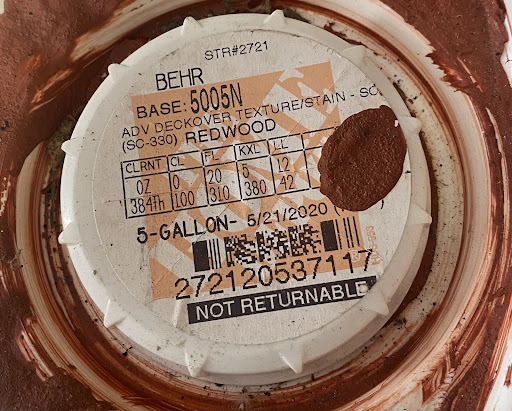 STR#2721
BEHR
BASE: 5005N
ADV DECKOVER TEXTURE/STAIN - SC
(SC-330) REDWOOD
CLRNT CL FL KXL LL
OZ 0 20 5 12
384th 100 310 380 42
5-GALLON- 5/21/2020
272120537117
NOT RETURNABLE